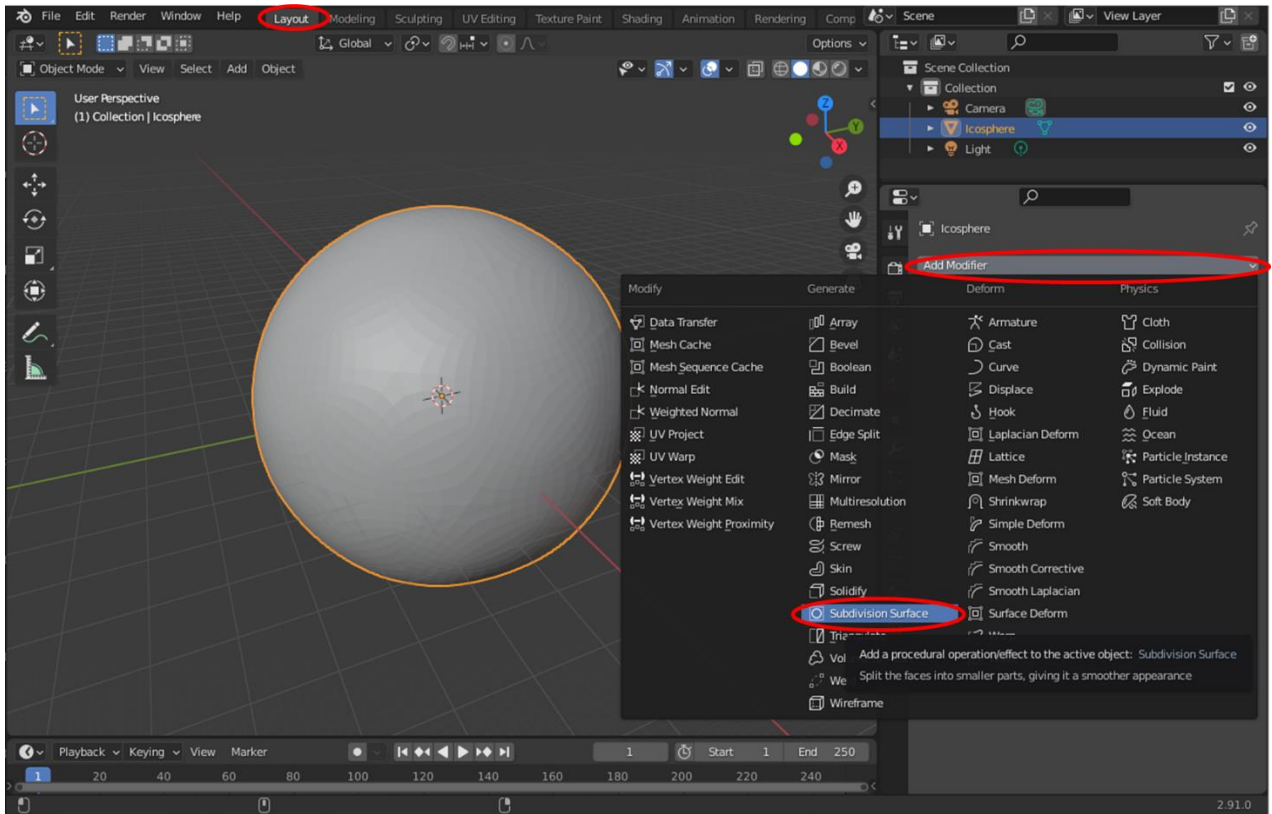 File Edit Render Window Help Layout Modeling Sculpting UV Editing Texture Paint Shading Animation Rendering Comp Scene View Layer
Global Options
Object Mode View Select Add Object
User Perspective
(1) Collection | Icosphere
Z
Y
X
Scene Collection
Collection
Camera
Icosphere
Light
Icosphere
Add Modifier
Modify Generate Deform Physics
Data Transfer Array Armature Cloth
Mesh Cache Bevel Cast Collision
Mesh Sequence Cache Boolean Curve Dynamic Paint
Normal Edit Build Displace Explode
Weighted Normal Decimate Hook Fluid
UV Project Edge Split Laplacian Deform Ocean
UV Warp Mask Lattice Particle Instance
Vertex Weight Edit Mirror Mesh Deform Particle System
Vertex Weight Mix Multiresolution Shrinkwrap Soft Body
Vertex Weight Proximity Remesh Simple Deform
Screw Smooth
Skin Smooth Corrective
Solidify Smooth Laplacian
Subdivision Surface Surface Deform
Add a procedural operation/effect to the active object: Subdivision Surface
Vol
Split the faces into smaller parts, giving it a smoother appearance
We
Wireframe
Playback Keying View Marker 1 Start 1 End 250
1 20 40 60 80 100 120 140 160 180 200 220 240
2.91.0